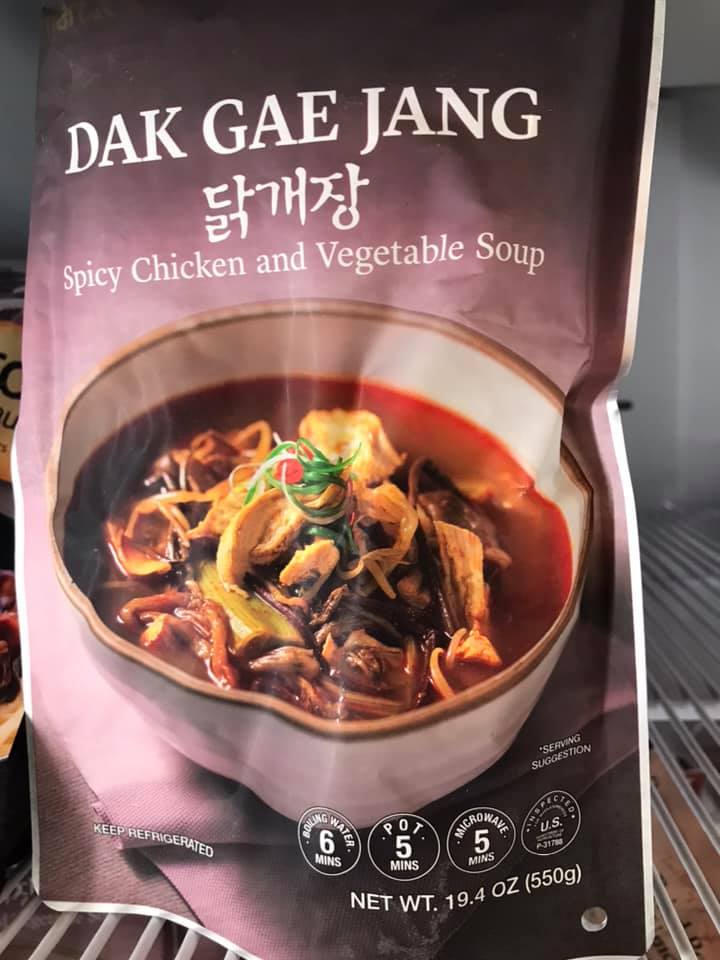 DAK GAE JANG
닭개장
Spicy Chicken and Vegetable Soup
*SERVING
SUGGESTION
KEEP REFRIGERATED
BOILING WATER
6
MINS
POT
5
MINS
MICROWAVE
5
MINS
INSPECTED
U.S.
P-31788
NET WT. 19.4 OZ (550g)